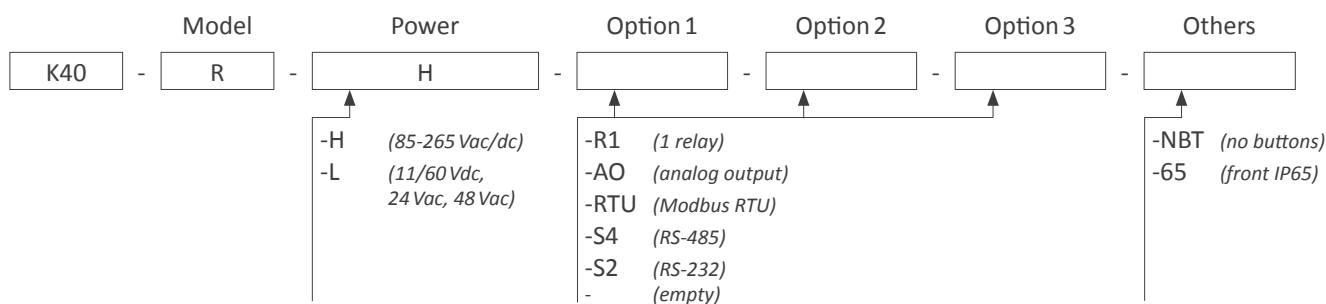 Model Power Option 1 Option 2 Option 3 Others
K40 - R - H - - - -
-H (85-265 Vac/dc)
-L (11/60 Vdc,
24 Vac, 48 Vac)
-R1 (1 relay)
-AO (analog output)
-RTU (Modbus RTU)
-S4 (RS-485)
-S2 (RS-232)
- (empty)
-NBT (no buttons)
-65 (front IP65)